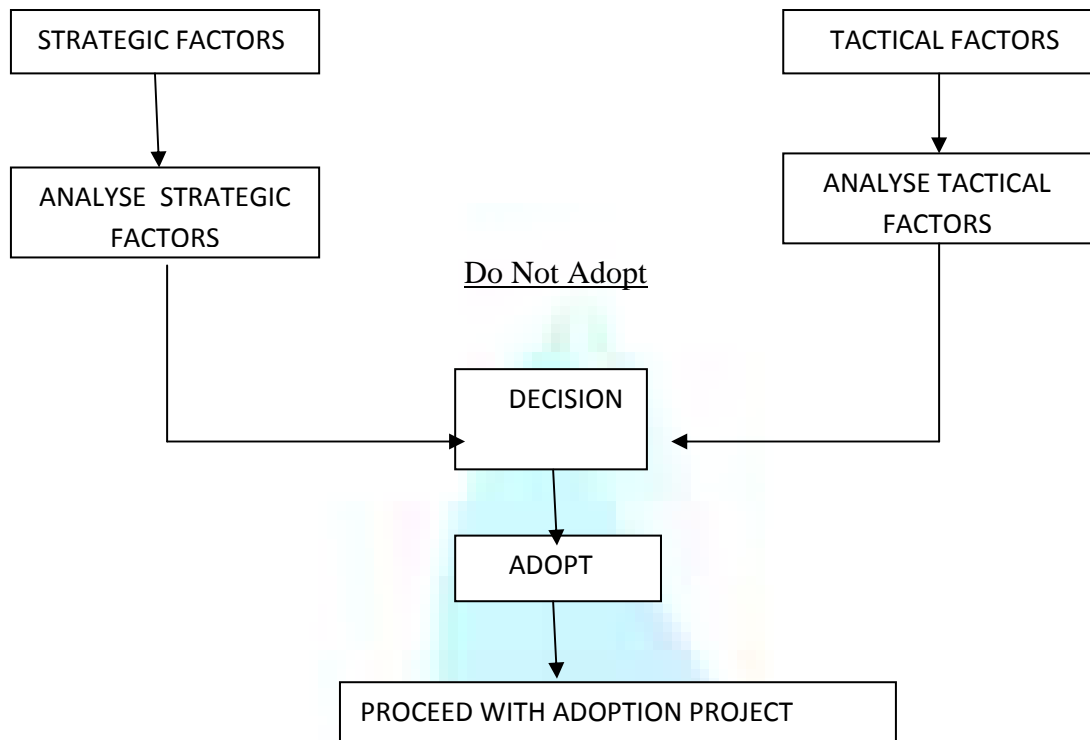 STRATEGIC FACTORS
TACTICAL FACTORS
ANALYSE STRATEGIC
FACTORS
ANALYSE TACTICAL
FACTORS
Do Not Adopt
DECISION
ADOPT
PROCEED WITH ADOPTION PROJECT